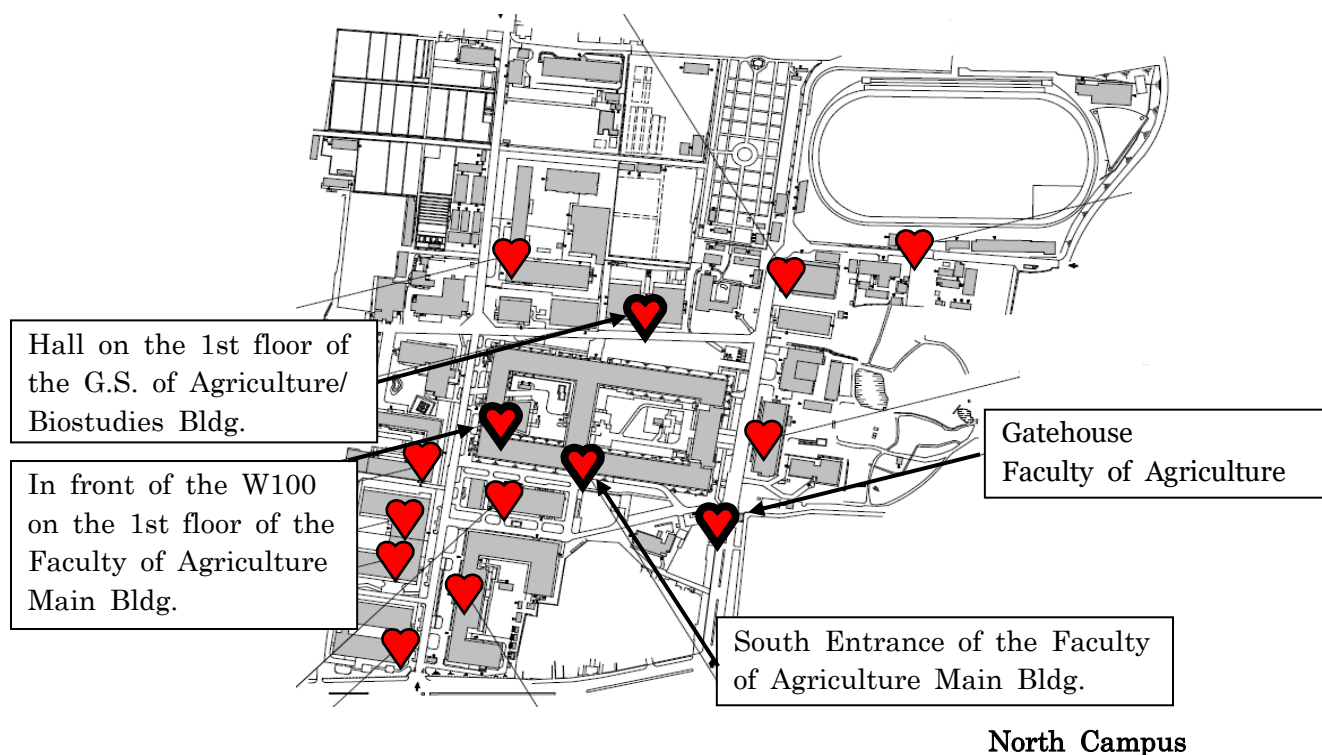 Hall on the 1st floor of
the G.S. of Agriculture/
Biostudies Bldg.
In front of the W100
on the 1st floor of the
Faculty of Agriculture
Main Bldg.
Gatehouse
Faculty of Agriculture
South Entrance of the Faculty
of Agriculture Main Bldg.
North Campus